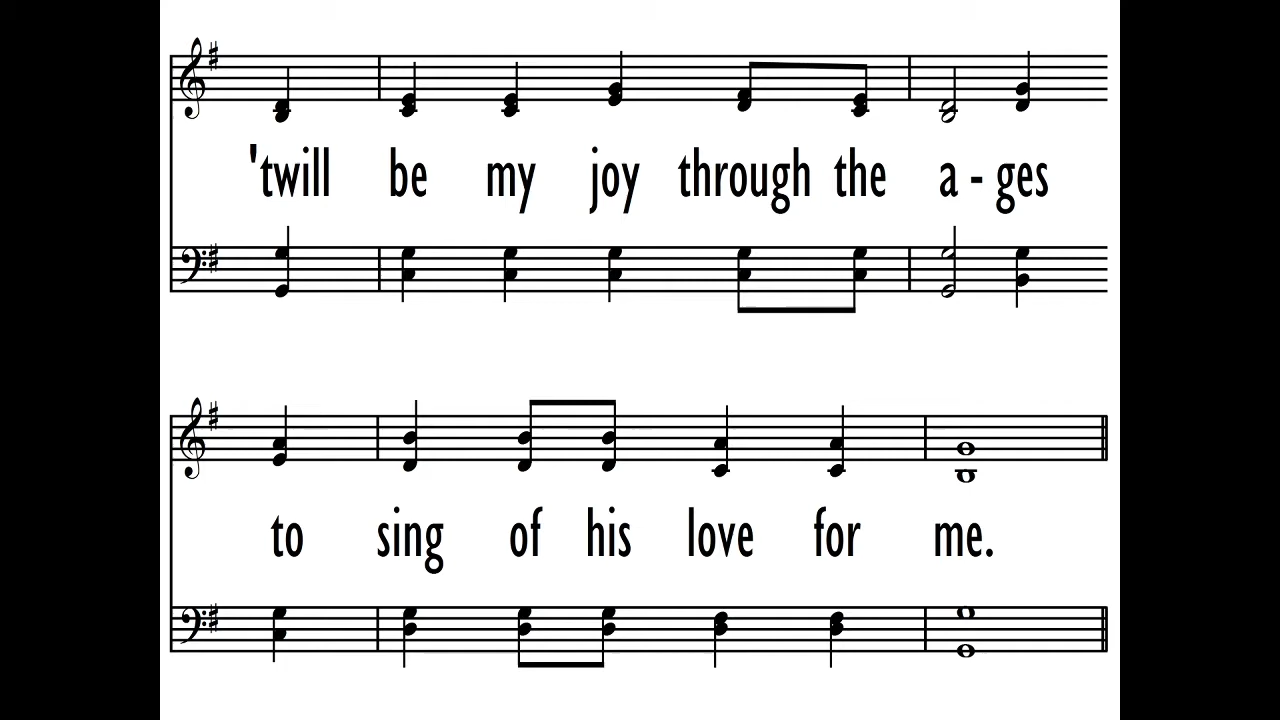 'twill be my joy through the a - ges
to sing of his love for me.